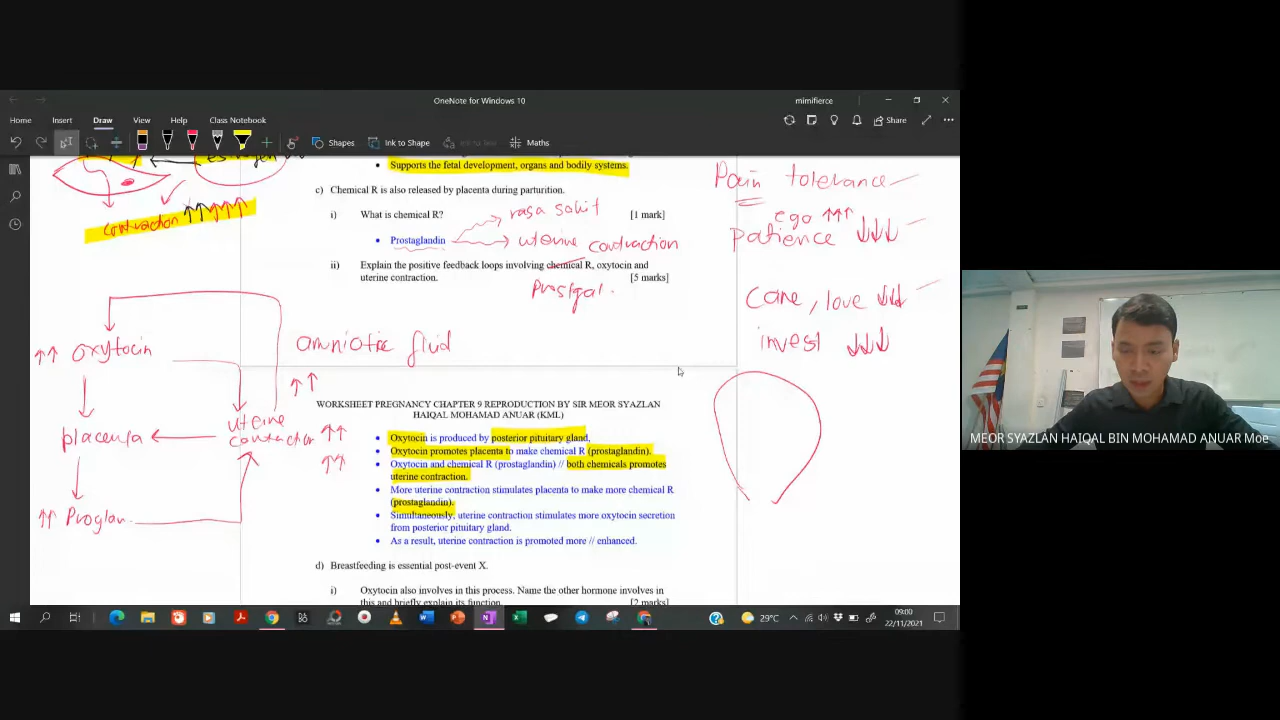 OneNote for Windows 10
mimifierce
Home Insert Draw View Help Class Notebook
Share
Shapes Ink to Shape Maths
Supports the fetal development, organs and bodily systems.
c) Chemical R is also released by placenta during parturition.
i) What is chemical R? [1 mark]
Prostaglandin
rasa sakit
uterine contraction
ii) Explain the positive feedback loops involving chemical R, oxytocin and
uterine contraction. [5 marks]
contraction ↑↑↑↑↑
Pain tolerance
ego ↑↑↑
patience ↓↓↓
Care, love ↓↓↓
invest ↓↓↓
↑↑ oxytocin
amniotic fluid
↑↑
placenta
uterine
contraction ↑↑
↑↑
↑↑ Proglan.
WORKSHEET PREGNANCY CHAPTER 9 REPRODUCTION BY SIR MEOR SYAZLAN
HAIQAL MOHAMAD ANUAR (KML)
Oxytocin is produced by posterior pituitary gland,
Oxytocin promotes placenta to make chemical R (prostaglandin).
Oxytocin and chemical R (prostaglandin) // both chemicals promotes
uterine contraction.
More uterine contraction stimulates placenta to make more chemical R
(prostaglandin).
Simultaneously, uterine contraction stimulates more oxytocin secretion
from posterior pituitary gland.
As a result, uterine contraction is promoted more // enhanced.
d) Breastfeeding is essential post-event X.
i) Oxytocin also involves in this process. Name the other hormone involves in
this and briefly explain its function. [2 marks]
MEOR SYAZLAN HAIQAL BIN MOHAMAD ANUAR Moe
29°C
09:00
22/11/2021